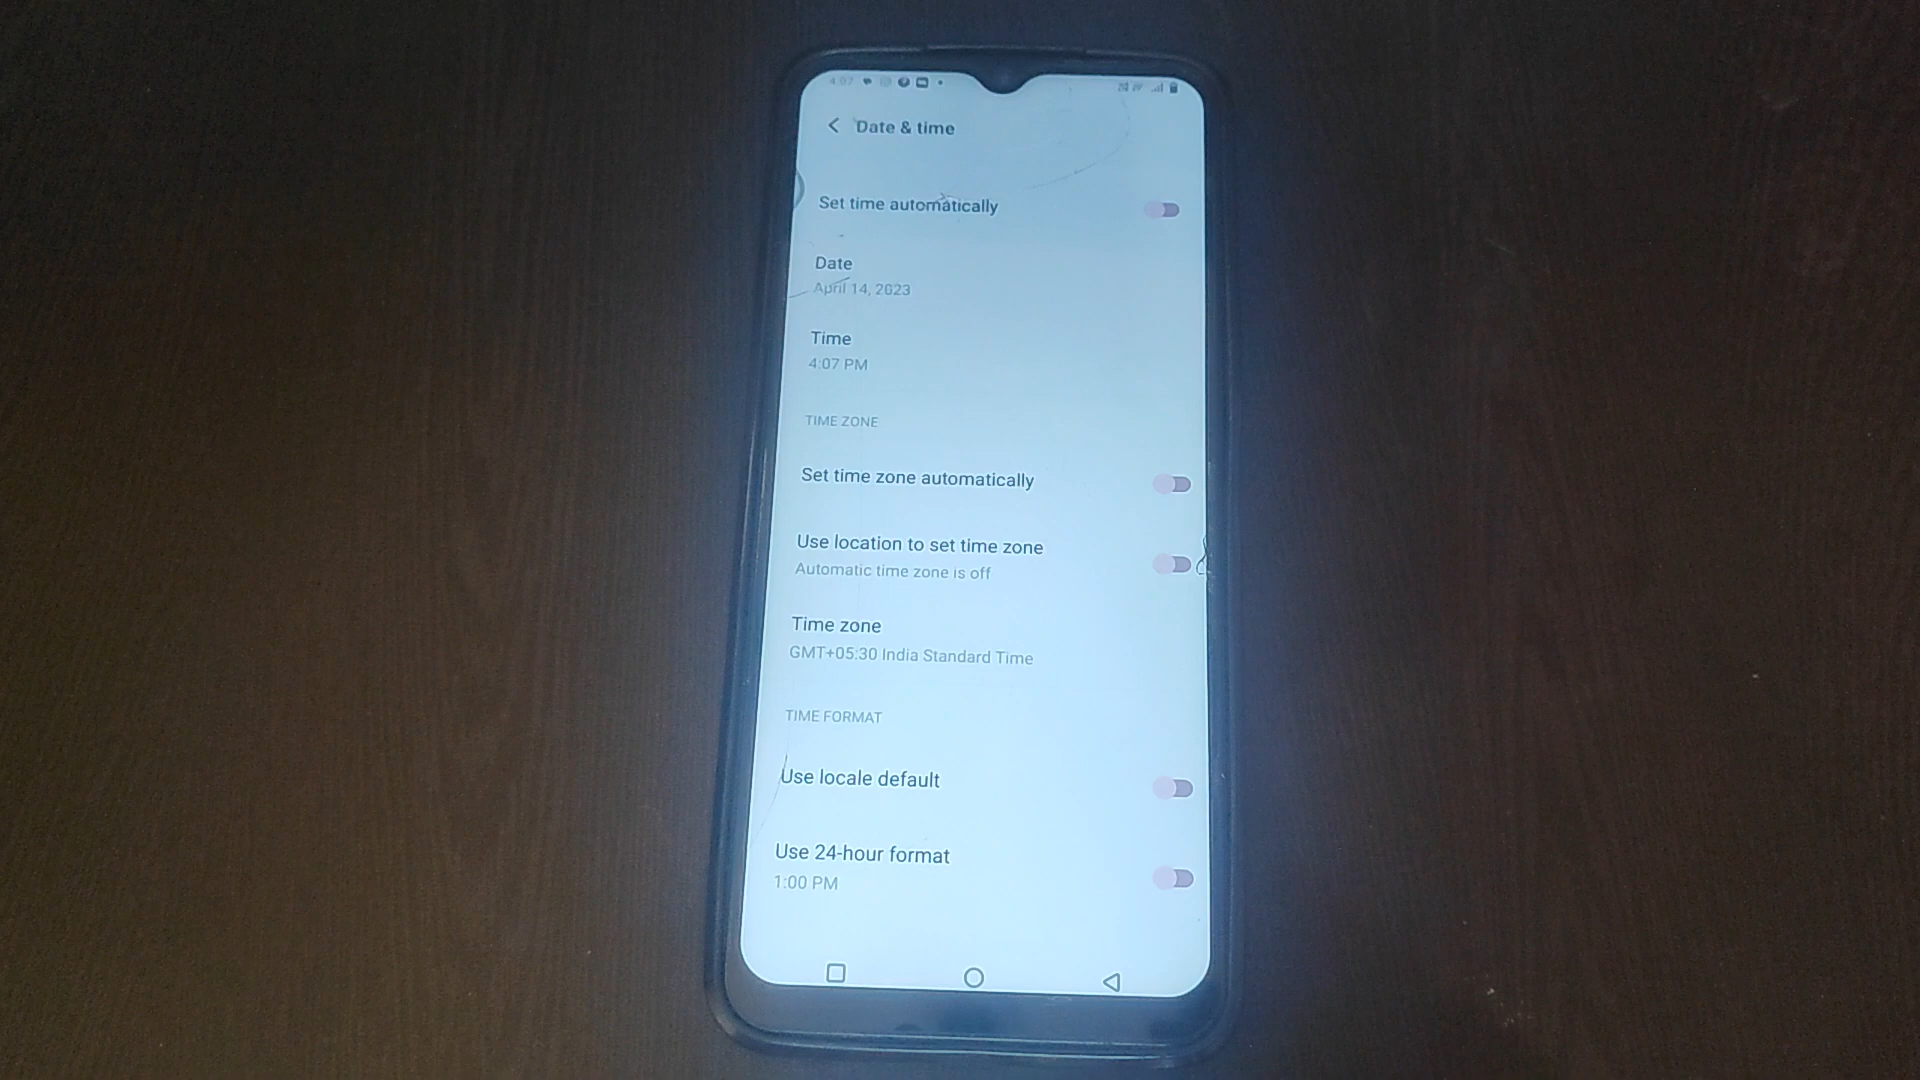 4:07
Date & time
Set time automatically
Date
April 14, 2023
Time
4:07 PM
TIME ZONE
Set time zone automatically
Use location to set time zone
Automatic time zone is off
Time zone
GMT+05:30 India Standard Time
TIME FORMAT
Use locale default
Use 24-hour format
1:00 PM